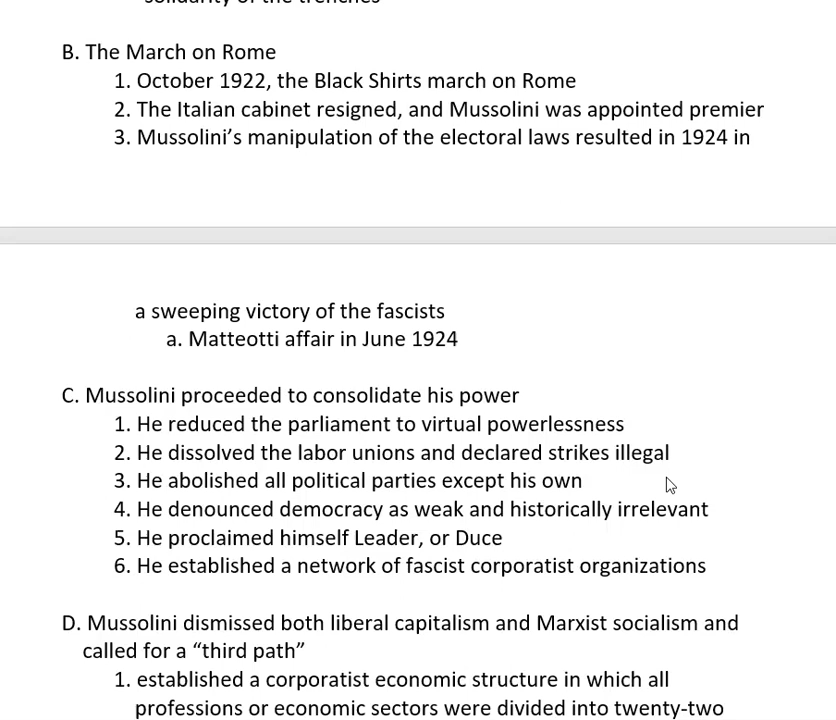 solidarity of the trenches
B. The March on Rome
1. October 1922, the Black Shirts march on Rome
2. The Italian cabinet resigned, and Mussolini was appointed premier
3. Mussolini’s manipulation of the electoral laws resulted in 1924 in
a sweeping victory of the fascists
a. Matteotti affair in June 1924
C. Mussolini proceeded to consolidate his power
1. He reduced the parliament to virtual powerlessness
2. He dissolved the labor unions and declared strikes illegal
3. He abolished all political parties except his own
4. He denounced democracy as weak and historically irrelevant
5. He proclaimed himself Leader, or Duce
6. He established a network of fascist corporatist organizations
D. Mussolini dismissed both liberal capitalism and Marxist socialism and
called for a “third path”
1. established a corporatist economic structure in which all
professions or economic sectors were divided into twenty-two